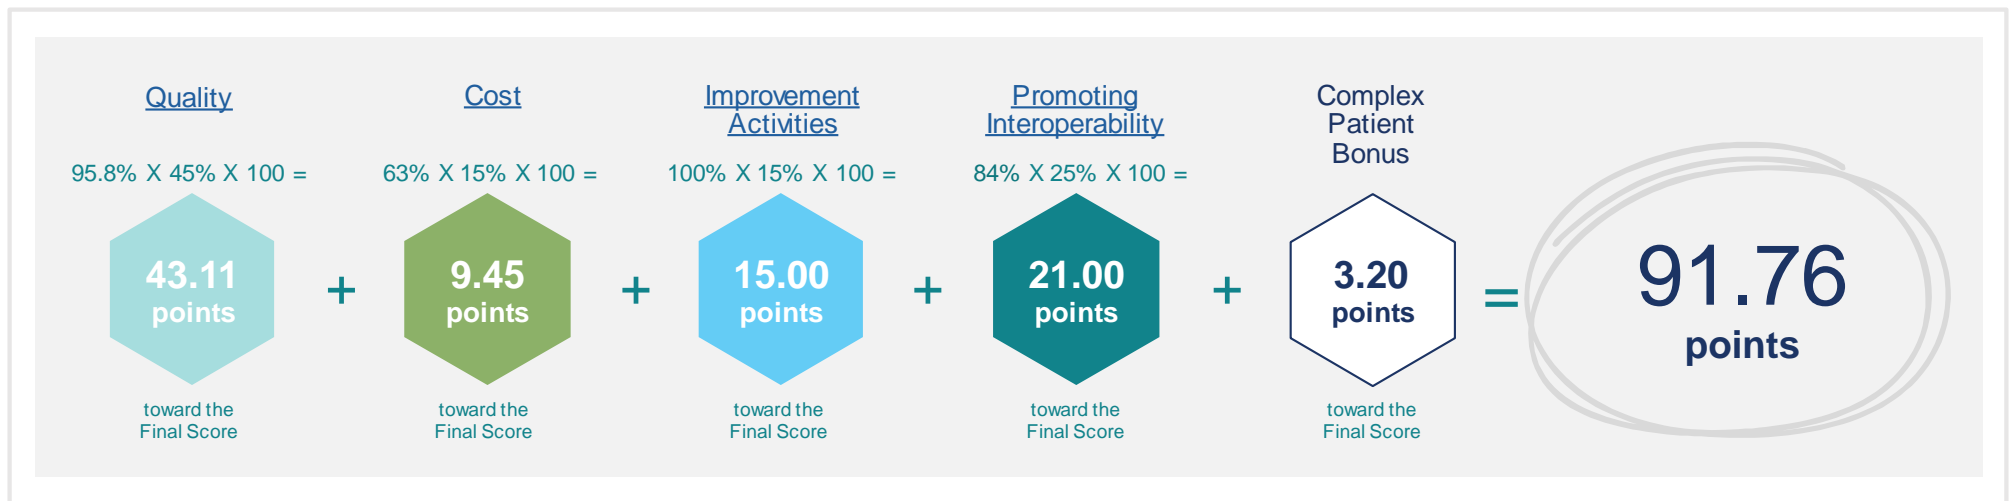 Quality
95.8% X 45% X 100 =
43.11
points
toward the
Final Score
+
Cost
63% X 15% X 100 =
9.45
points
toward the
Final Score
+
Improvement
Activities
100% X 15% X 100 =
15.00
points
toward the
Final Score
+
Promoting
Interoperability
84% X 25% X 100 =
21.00
points
toward the
Final Score
+
Complex
Patient
Bonus
3.20
points
toward the
Final Score
=
91.76
points